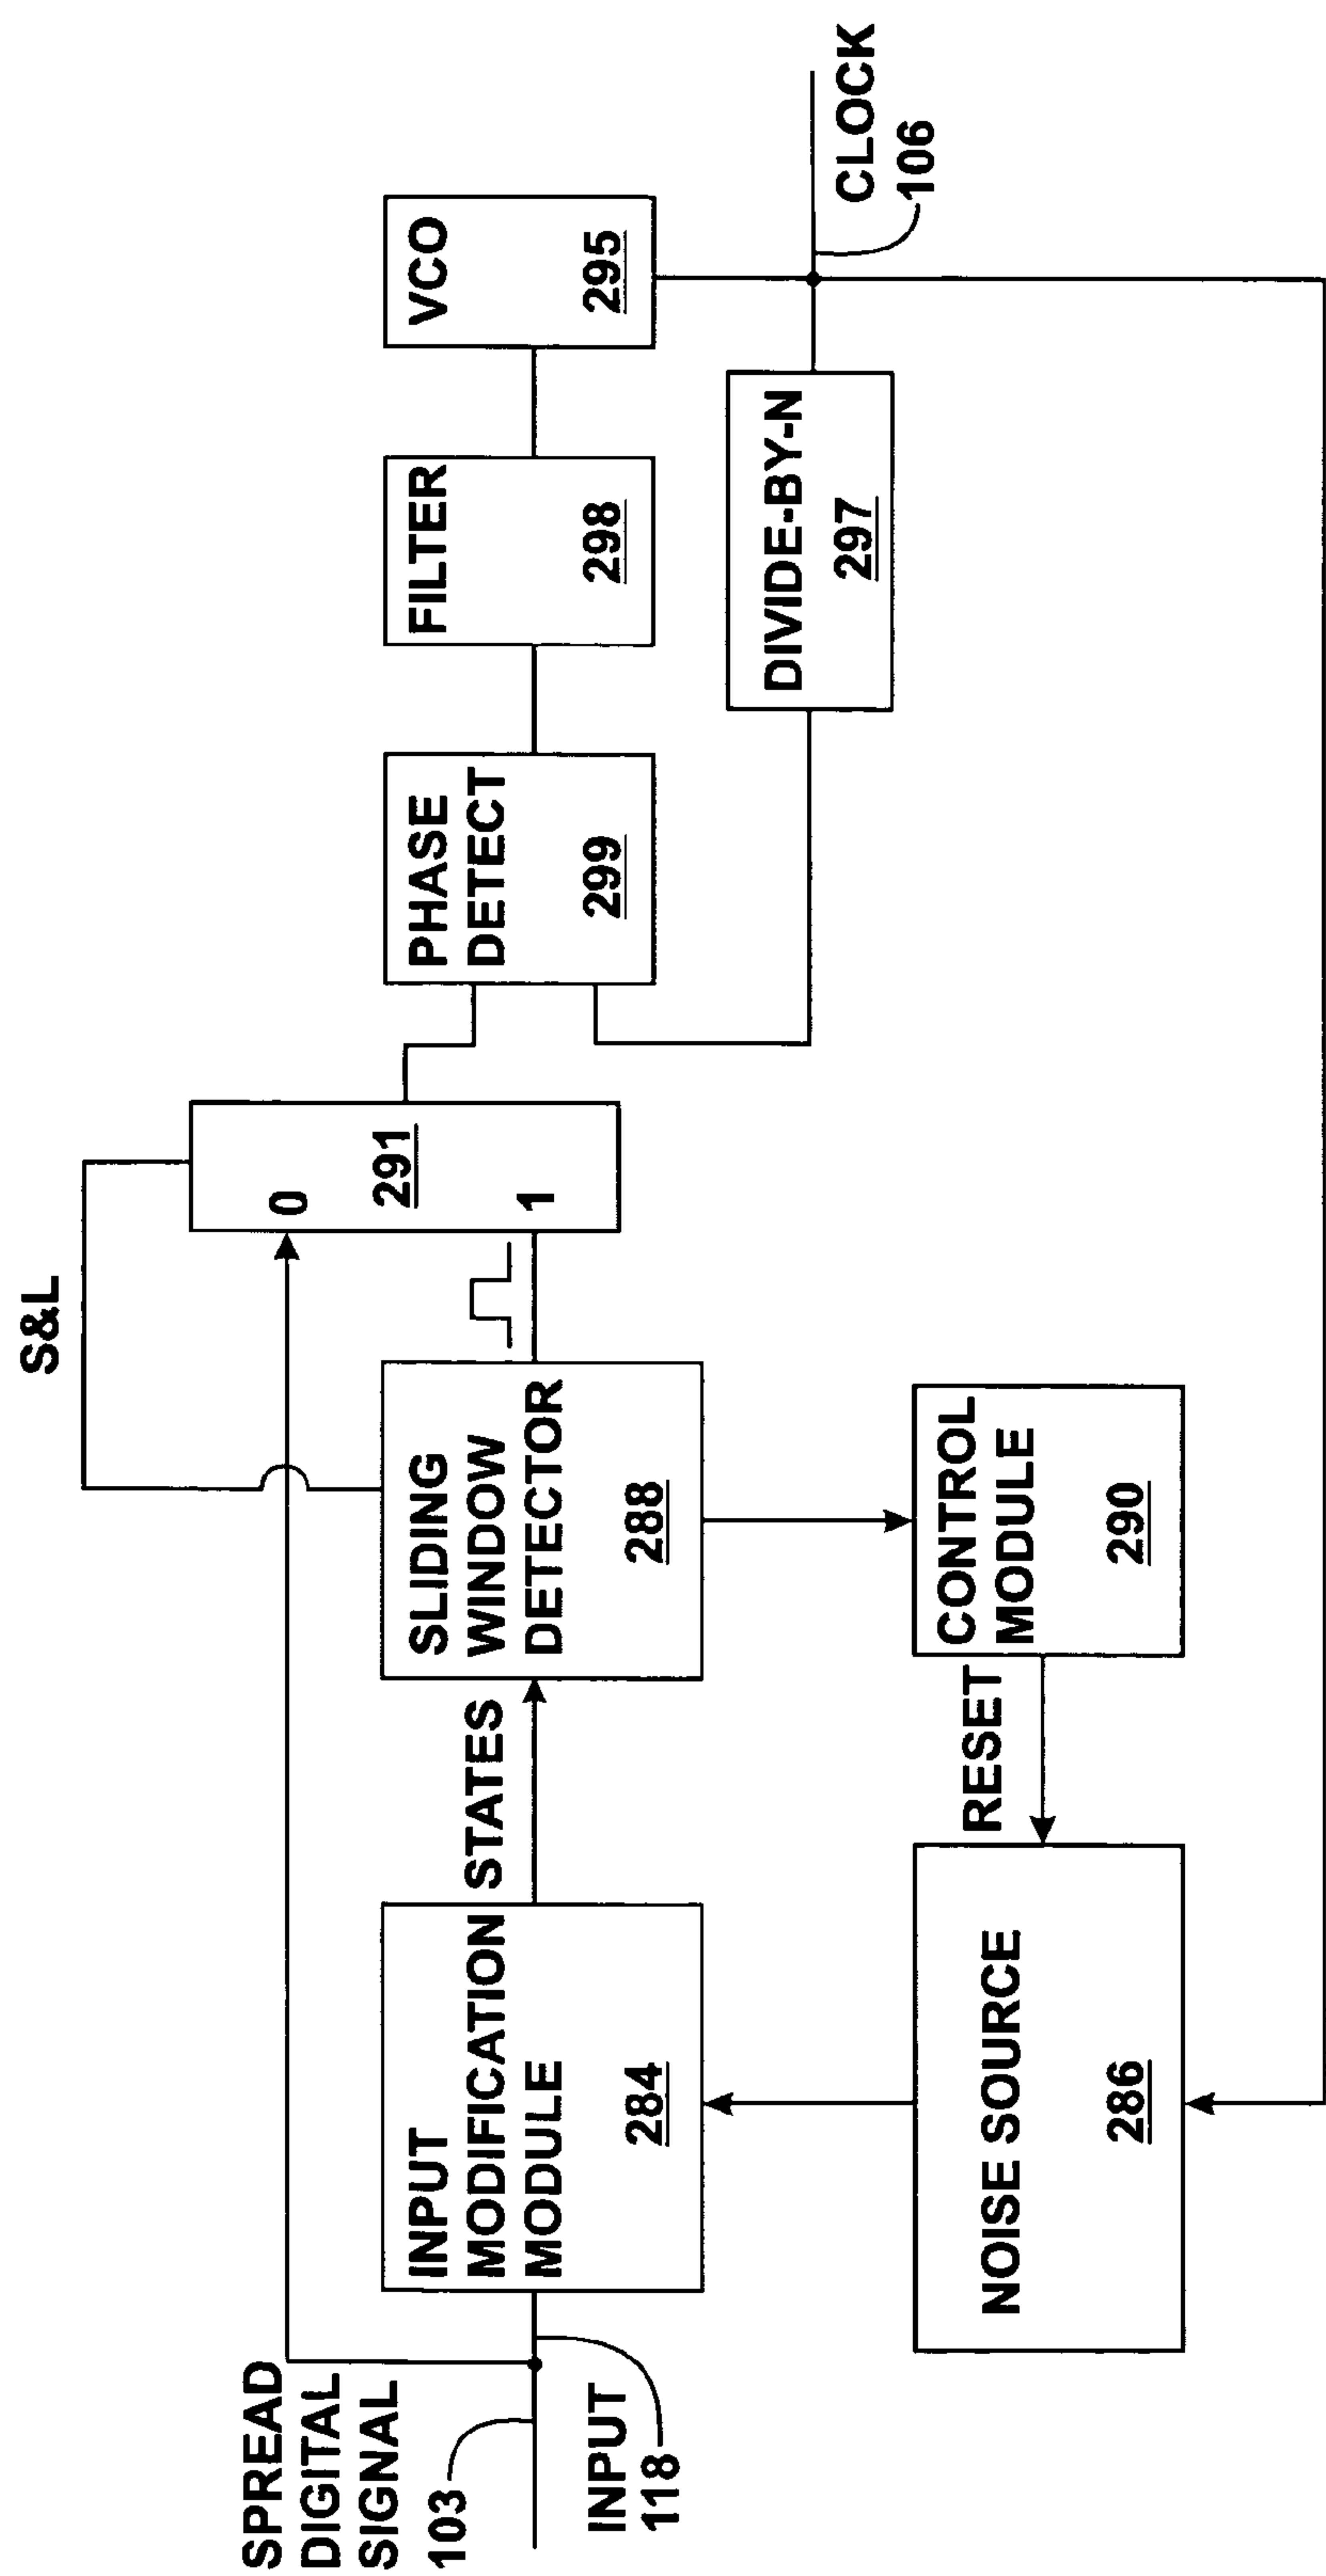 S&L
SPREAD
DIGITAL
SIGNAL
103
INPUT
118
INPUT
MODIFICATION
MODULE
284
STATES
SLIDING
WINDOW
DETECTOR
288
0
291
1
PHASE
DETECT
299
FILTER
298
VCO
295
DIVIDE-BY-N
297
CLOCK
106
NOISE SOURCE
286
RESET
CONTROL
MODULE
290